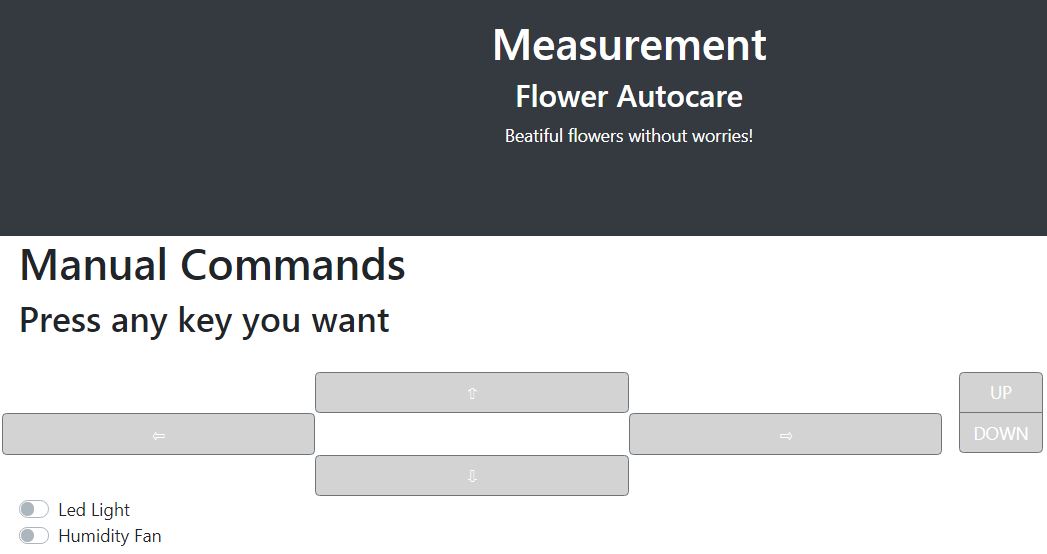 Measurement
Flower Autocare
Beatiful flowers without worries!
Manual Commands
Press any key you want
⇧
UP
⇦
⇨
DOWN
⇩
Led Light
Humidity Fan